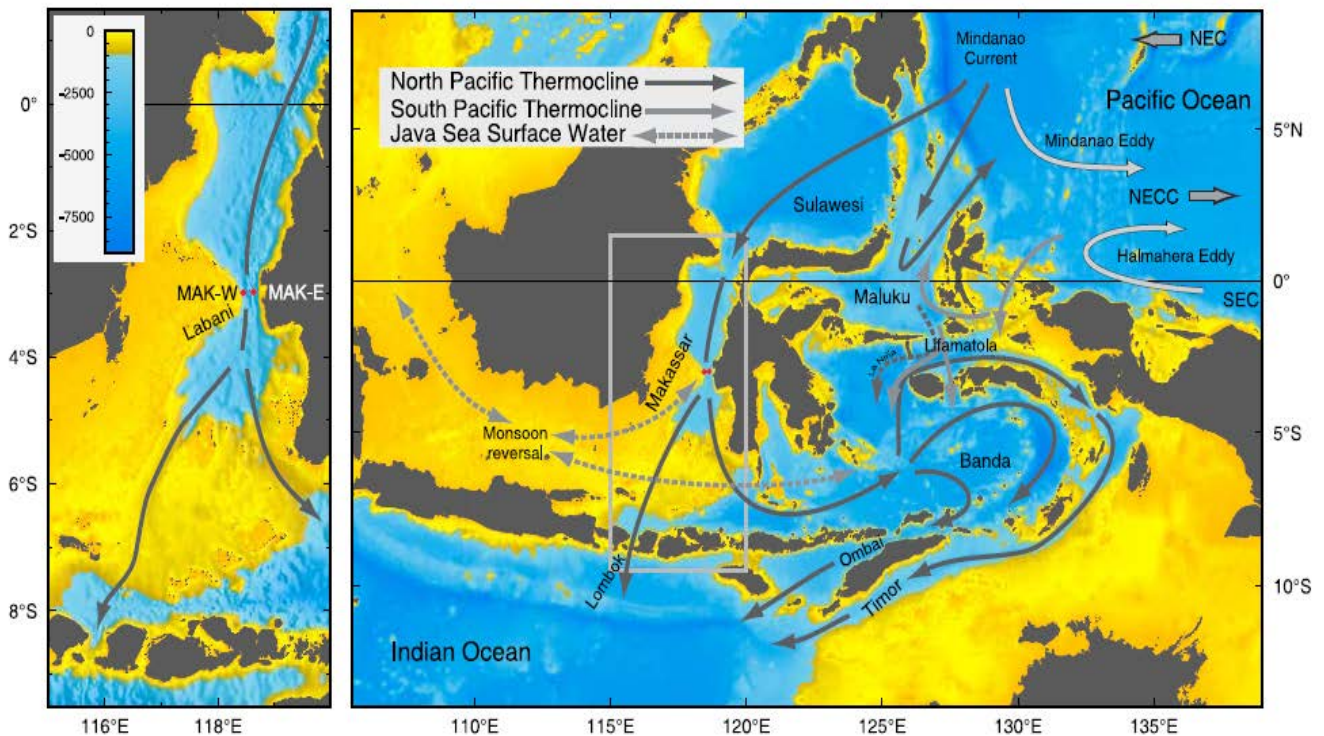 0
-2500
-5000
-7500
0°
2°S
4°S
6°S
8°S
116°E
118°E
MAK-W
MAK-E
Labani
North Pacific Thermocline
South Pacific Thermocline
Java Sea Surface Water
Mindanao
Current
NEC
Pacific Ocean
Mindanao Eddy
NECC
Halmahera Eddy
SEC
Sulawesi
Maluku
Lifamatola
Makassar
Monsoon
reversal
Banda
Ombai
Timor
Lombok
Indian Ocean
5°N
0°
5°S
10°S
110°E
115°E
120°E
125°E
130°E
135°E